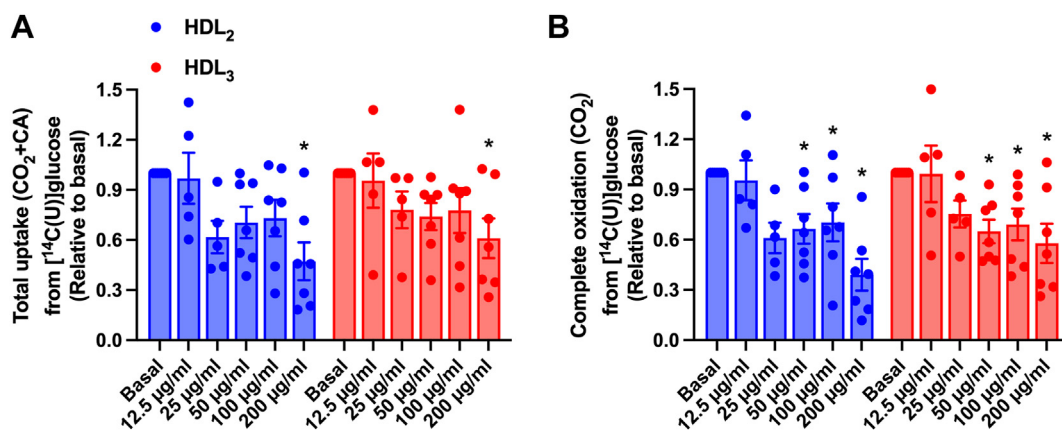 A
HDL₂
HDL₃
Total uptake (CO₂+CA)
from [¹⁴C(U)]glucose
(Relative to basal)
1.5
1.2
0.9
0.6
0.3
0.0
*
*
Basal
12.5 µg/ml
25 µg/ml
50 µg/ml
100 µg/ml
200 µg/ml
Basal
12.5 µg/ml
25 µg/ml
50 µg/ml
100 µg/ml
200 µg/ml
B
Complete oxidation (CO₂)
from [¹⁴C(U)]glucose
(Relative to basal)
1.5
1.2
0.9
0.6
0.3
0.0
*
*
*
*
*
*
Basal
12.5 µg/ml
25 µg/ml
50 µg/ml
100 µg/ml
200 µg/ml
Basal
12.5 µg/ml
25 µg/ml
50 µg/ml
100 µg/ml
200 µg/ml